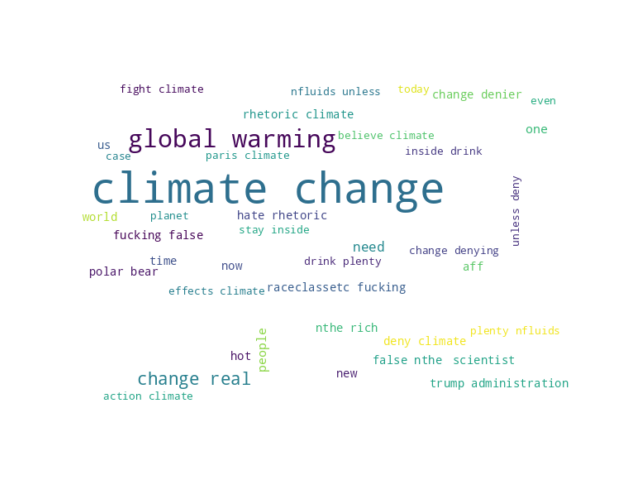 fight climate
nfluids unless
today
change denier
even
rhetoric climate
one
global warming
believe climate
us
case
paris climate
inside drink
climate change
unless deny
world
planet
hate rhetoric
stay inside
fucking false
need
change denying
time
now
drink plenty
aff
polar bear
effects climate
raceclassetc fucking
nthe rich
people
plenty nfluids
deny climate
hot
false nthe
scientist
change real
new
trump administration
action climate